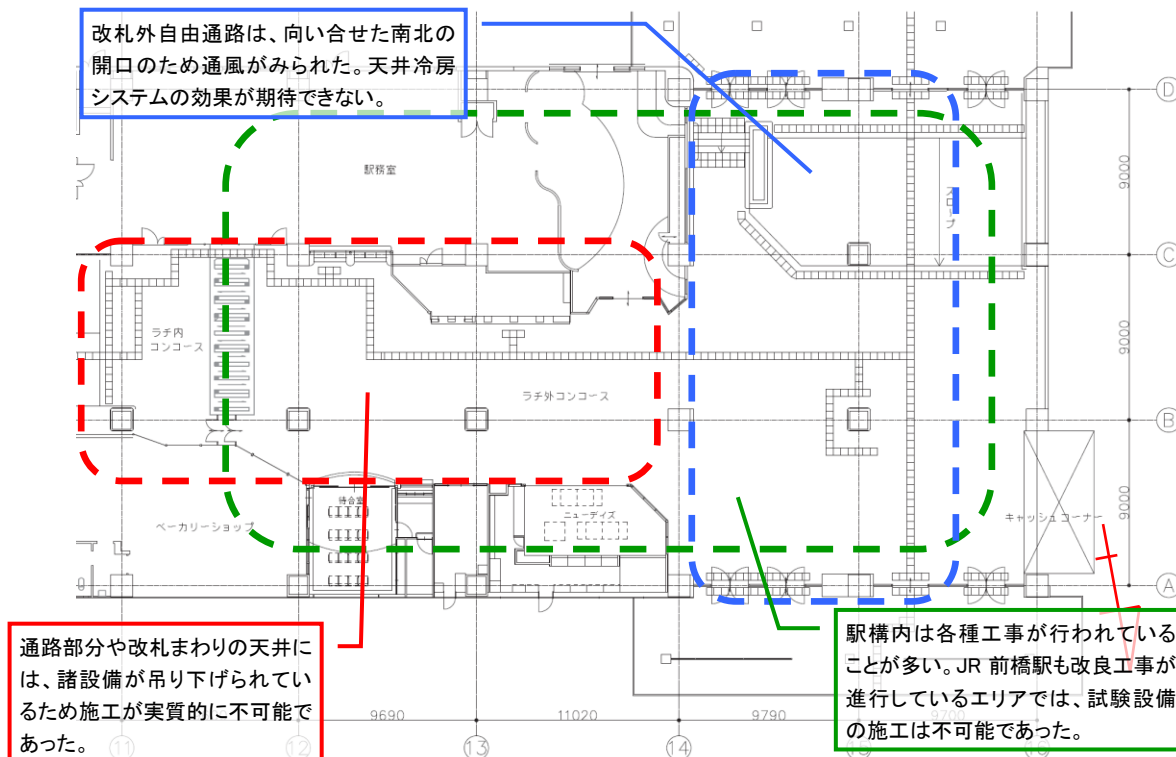 改札外自由通路は、向い合せた南北の
開口のため通風がみられた。天井冷房
システムの効果が期待できない。
D
駅務室
9000
スロープ
C
ラチ内
コンコース
9000
ラチ外コンコース
B
待合室
ニューデイズ
ベーカリーショップ
キャッシュコーナー
9000
A
通路部分や改札まわりの天井に
は、諸設備が吊り下げられてい
るため施工が実質的に不可能で
あった。
駅構内は各種工事が行われている
ことが多い。JR 前橋駅も改良工事が
進行しているエリアでは、試験設備
の施工は不可能であった。
9690
11020
9790
9700
11
12
13
14
15
16